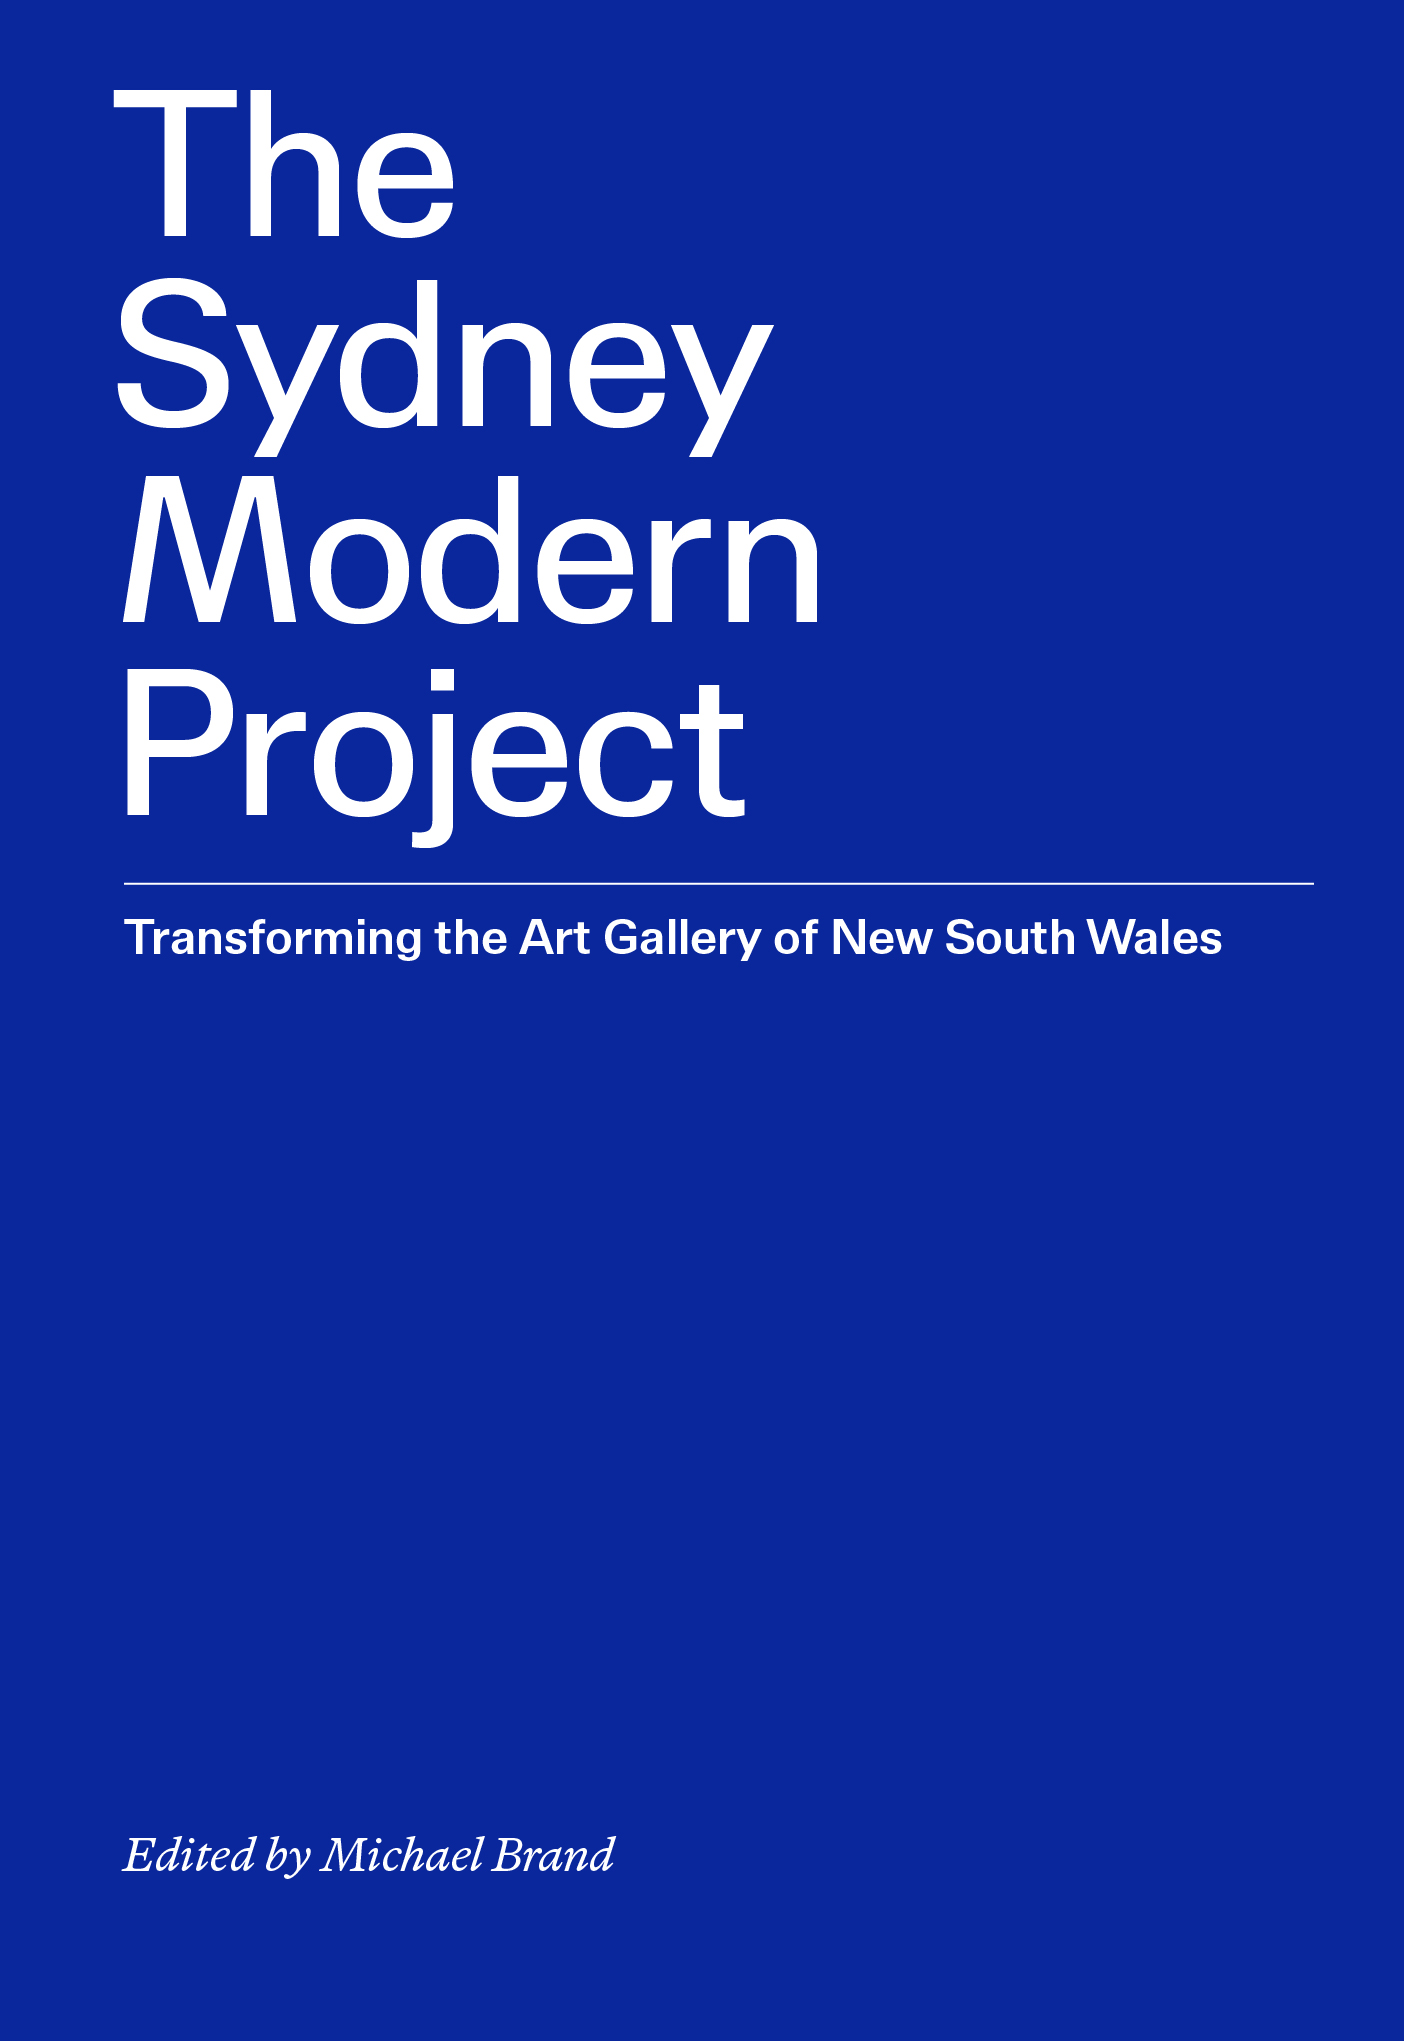 The
Sydney
Modern
Project
Transforming the Art Gallery of New South Wales
Edited by Michael Brand